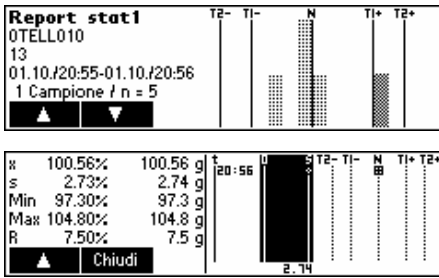 Report stat1
0TELL010
13
01.10./20:55-01.10./20:56
1 Campione / n = 5
T2- T1- N T1+ T2+
x 100.56% 100.56 g
s 2.73% 2.74 g
Min 97.30% 97.3 g
Max 104.80% 104.8 g
R 7.50% 7.5 g
Chiudi
t 0 S T2- T1- N T1+ T2+
20:56
2.74